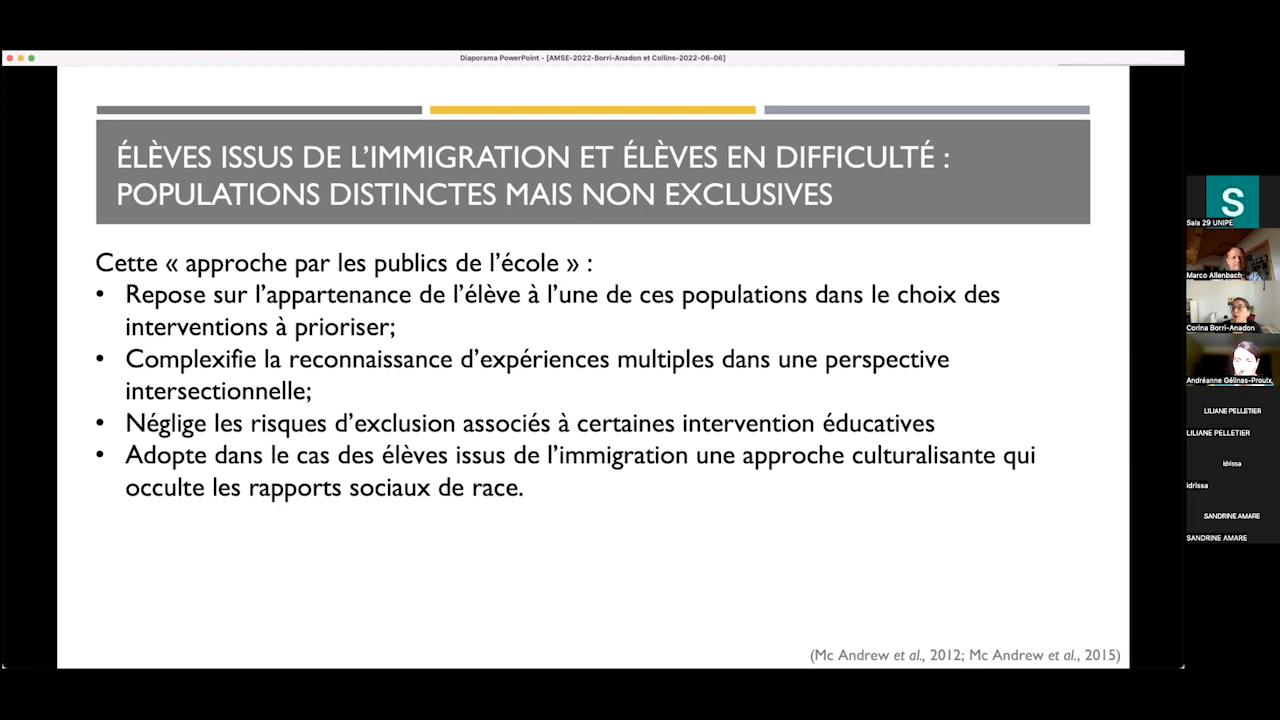 Diaporama PowerPoint - [AMSE-2022-Borri-Anadon et Collins-2022-06-06]
ÉLÈVES ISSUS DE L'IMMIGRATION ET ÉLÈVES EN DIFFICULTÉ :
POPULATIONS DISTINCTES MAIS NON EXCLUSIVES
Cette « approche par les publics de l'école » :
• Repose sur l'appartenance de l'élève à l'une de ces populations dans le choix des
interventions à prioriser;
• Complexifie la reconnaissance d'expériences multiples dans une perspective
intersectionnelle;
• Néglige les risques d'exclusion associés à certaines intervention éducatives
• Adopte dans le cas des élèves issus de l'immigration une approche culturalisante qui
occulte les rapports sociaux de race.
(Mc Andrew et al., 2012; Mc Andrew et al., 2015)
S
Sala 29 UNIPE
Marco Allenbach
Corina Borri-Anadon
Andréanne Gélinas-Proulx
LILIANE PELLETIER
LILIANE PELLETIER
idrissa
idrissa
SANDRINE AMARE
SANDRINE AMARE